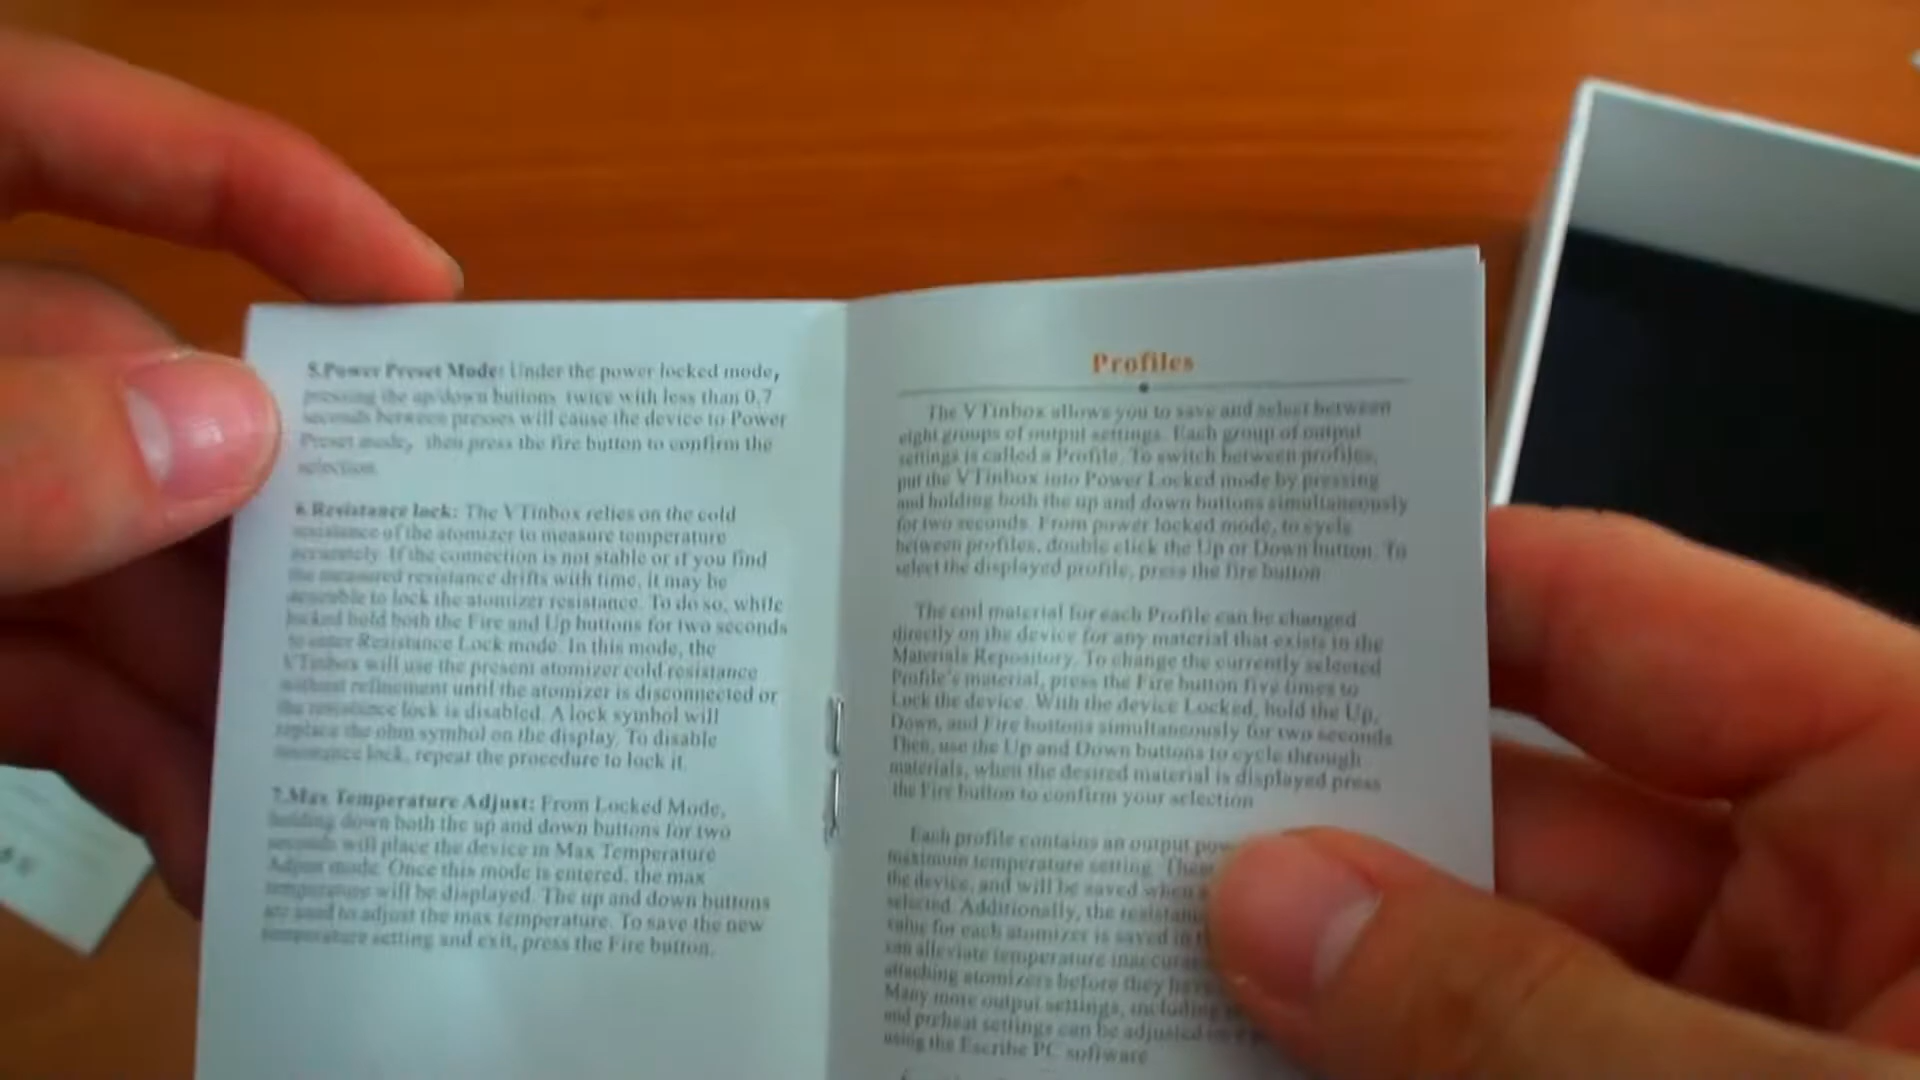 5.Power Preset Mode: Under the power locked mode,
pressing the up/down buttons twice with less than 0.7
seconds between presses will cause the device to Power
Preset mode, then press the fire button to confirm the
selection.
6.Resistance lock: The VTinbox relies on the cold
resistance of the atomizer to measure temperature
accurately. If the connection is not stable or if you find
the measured resistance drifts with time, it may be
desirable to lock the atomizer resistance. To do so, while
locked hold both the Fire and Up buttons for two seconds
to enter Resistance Lock mode. In this mode, the
VTinbox will use the present atomizer cold resistance
without refinement until the atomizer is disconnected or
the resistance lock is disabled. A lock symbol will
replace the ohm symbol on the display. To disable
resistance lock, repeat the procedure to lock it.
7.Max Temperature Adjust: From Locked Mode,
holding down both the up and down buttons for two
seconds will place the device in Max Temperature
Adjust mode. Once this mode is entered, the max
temperature will be displayed. The up and down buttons
are used to adjust the max temperature. To save the new
temperature setting and exit, press the Fire button.
Profiles
The VTinbox allows you to save and select between
eight groups of output settings. Each group of output
settings is called a Profile. To switch between profiles,
put the VTinbox into Power Locked mode by pressing
and holding both the up and down buttons simultaneously
for two seconds. From power locked mode, to cycle
between profiles, double click the Up or Down button. To
select the displayed profile, press the fire button
The coil material for each Profile can be changed
directly on the device for any material that exists in the
Materials Repository. To change the currently selected
Profile's material, press the Fire button five times to
Lock the device. With the device Locked, hold the Up,
Down, and Fire buttons simultaneously for two seconds
Then, use the Up and Down buttons to cycle through
materials, when the desired material is displayed press
the Fire button to confirm your selection
Each profile contains an output
maximum temperature setting.
the device, and will be saved when
selected. Additionally, the
value for each atomizer is saved in
can alleviate temperature
attaching atomizers before they
Many more output settings, including
and preheat settings can be adjusted
using the Escribe PC software